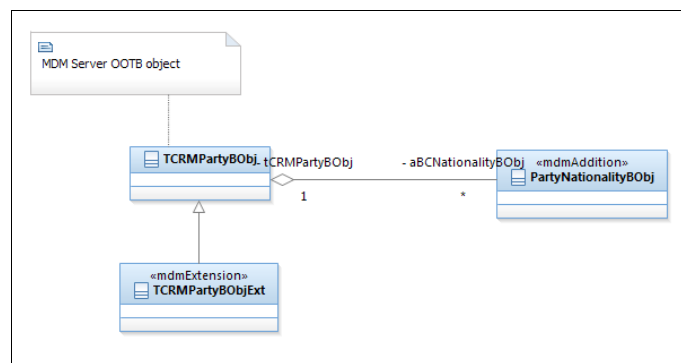 MDM Server OOTB object
TCRMPartyBObj
- tCRMPartyBObj
- aBCNationalityBObj
1
*
«mdmAddition»
PartyNationalityBObj
«mdmExtension»
TCRMPartyBObjExt